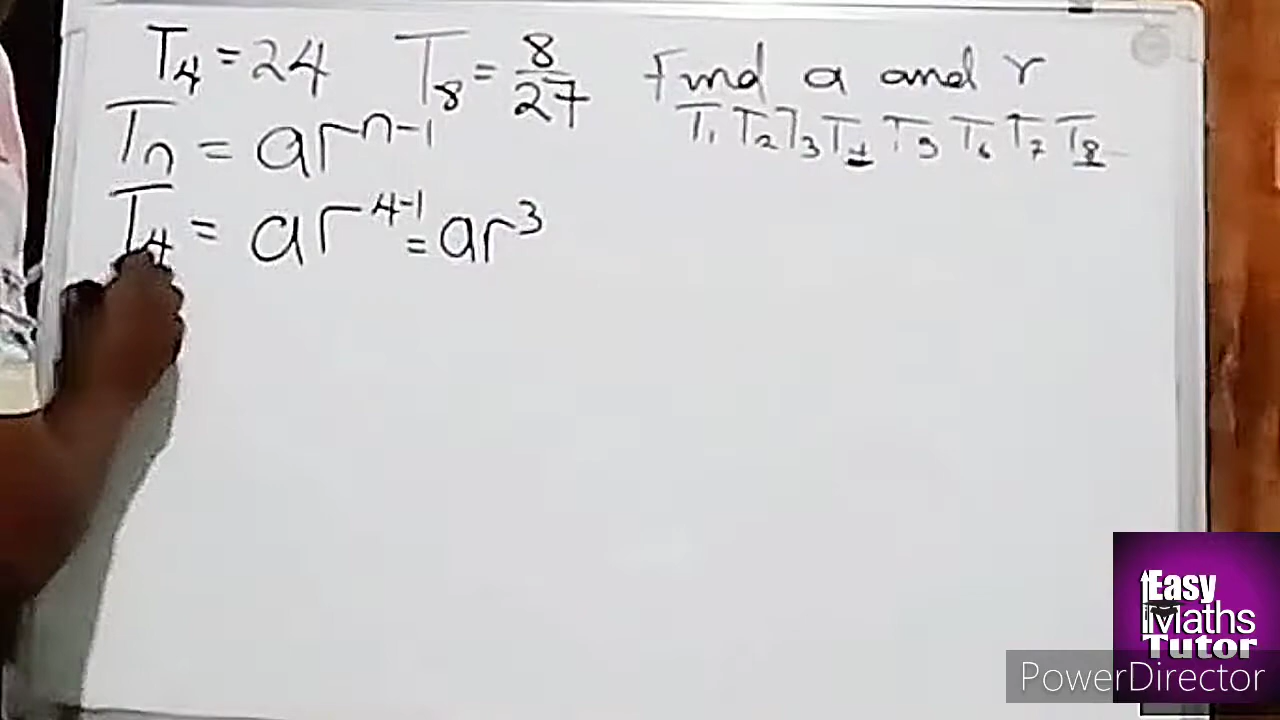 T₄ = 24 T₈ = 8/27 Find a and r
T₁ T₂ T₃ T₄ T₅ T₆ T₇ T₈
Tₙ = arⁿ⁻¹
T₄ = ar⁴⁻¹ = ar³
Easy
Maths
Tutor
PowerDirector